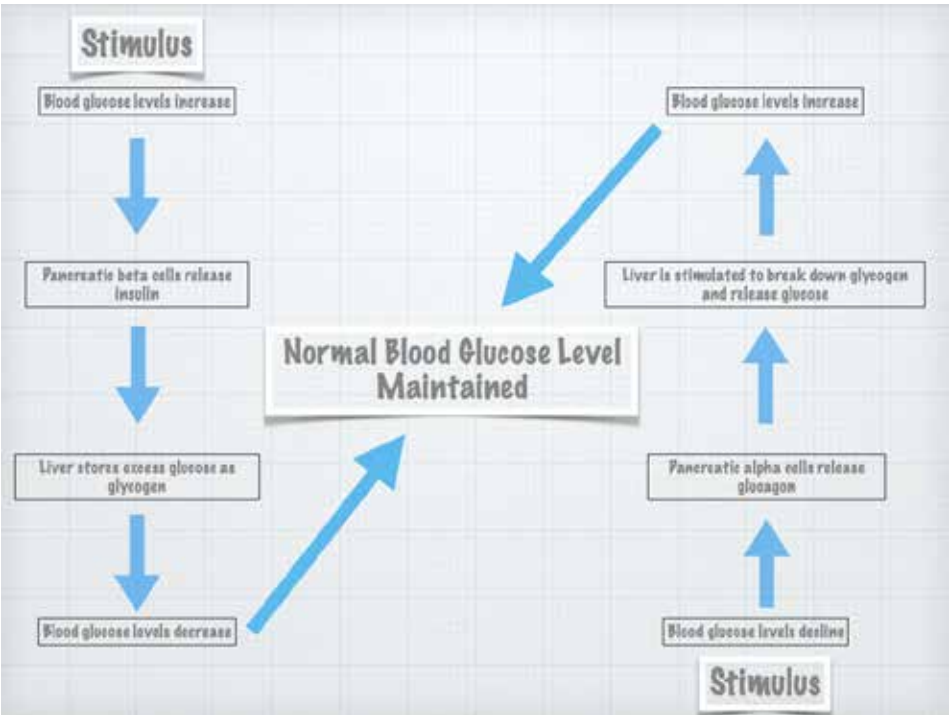 Stimulus
Blood glucose levels increase
Pancreatic beta cells release
insulin
Liver stores excess glucose as
glycogen
Blood glucose levels decrease
Normal Blood Glucose Level
Maintained
Blood glucose levels increase
Liver is stimulated to break down glycogen
and release glucose
Pancreatic alpha cells release
glucagon
Blood glucose levels decline
Stimulus